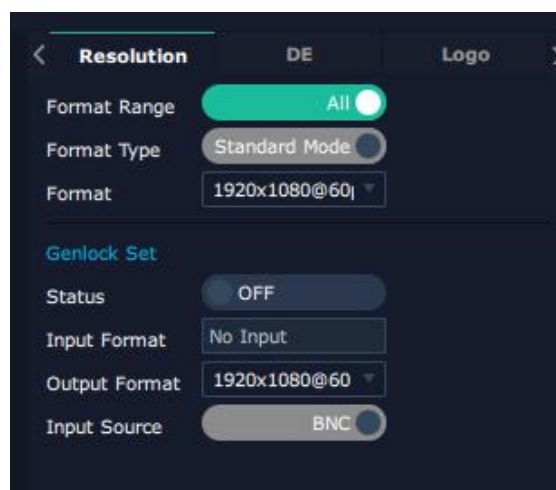 Resolution DE Logo
Format Range All
Format Type Standard Mode
Format 1920x1080@60p
Genlock Set
Status OFF
Input Format No Input
Output Format 1920x1080@60
Input Source BNC